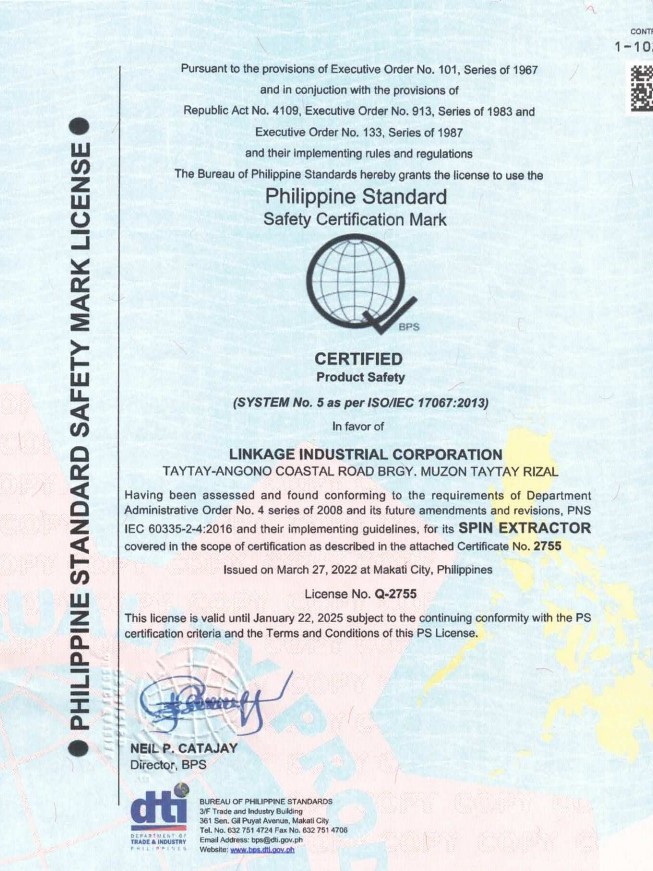 CONTR
1-10
Pursuant to the provisions of Executive Order No. 101, Series of 1967
and in conjuction with the provisions of
Republic Act No. 4109, Executive Order No. 913, Series of 1983 and
Executive Order No. 133, Series of 1987
and their implementing rules and regulations
The Bureau of Philippine Standards hereby grants the license to use the
Philippine Standard
Safety Certification Mark
BPS
CERTIFIED
Product Safety
(SYSTEM No. 5 as per ISO/IEC 17067:2013)
In favor of
LINKAGE INDUSTRIAL CORPORATION
TAYTAY-ANGONO COASTAL ROAD BRGY. MUZON TAYTAY RIZAL
Having been assessed and found conforming to the requirements of Department
Administrative Order No. 4 series of 2008 and its future amendments and revisions, PNS
IEC 60335-2-4:2016 and their implementing guidelines, for its SPIN EXTRACTOR
covered in the scope of certification as described in the attached Certificate No. 2755
Issued on March 27, 2022 at Makati City, Philippines
License No. Q-2755
This license is valid until January 22, 2025 subject to the continuing conformity with the PS
certification criteria and the Terms and Conditions of this PS License.
NEIL P. CATAJAY
Director, BPS
PHILIPPINE STANDARD SAFETY MARK LICENSE
dti
DEPARTMENT OF
TRADE & INDUSTRY
PHILIPPINES
BUREAU OF PHILIPPINE STANDARDS
3/F Trade and Industry Building
361 Sen. Gil Puyat Avenue, Makati City
Tel. No. 632 751 4724 Fax No. 632 751 4706
Email Address: bps@dti.gov.ph
Website: www.bps.dti.gov.ph